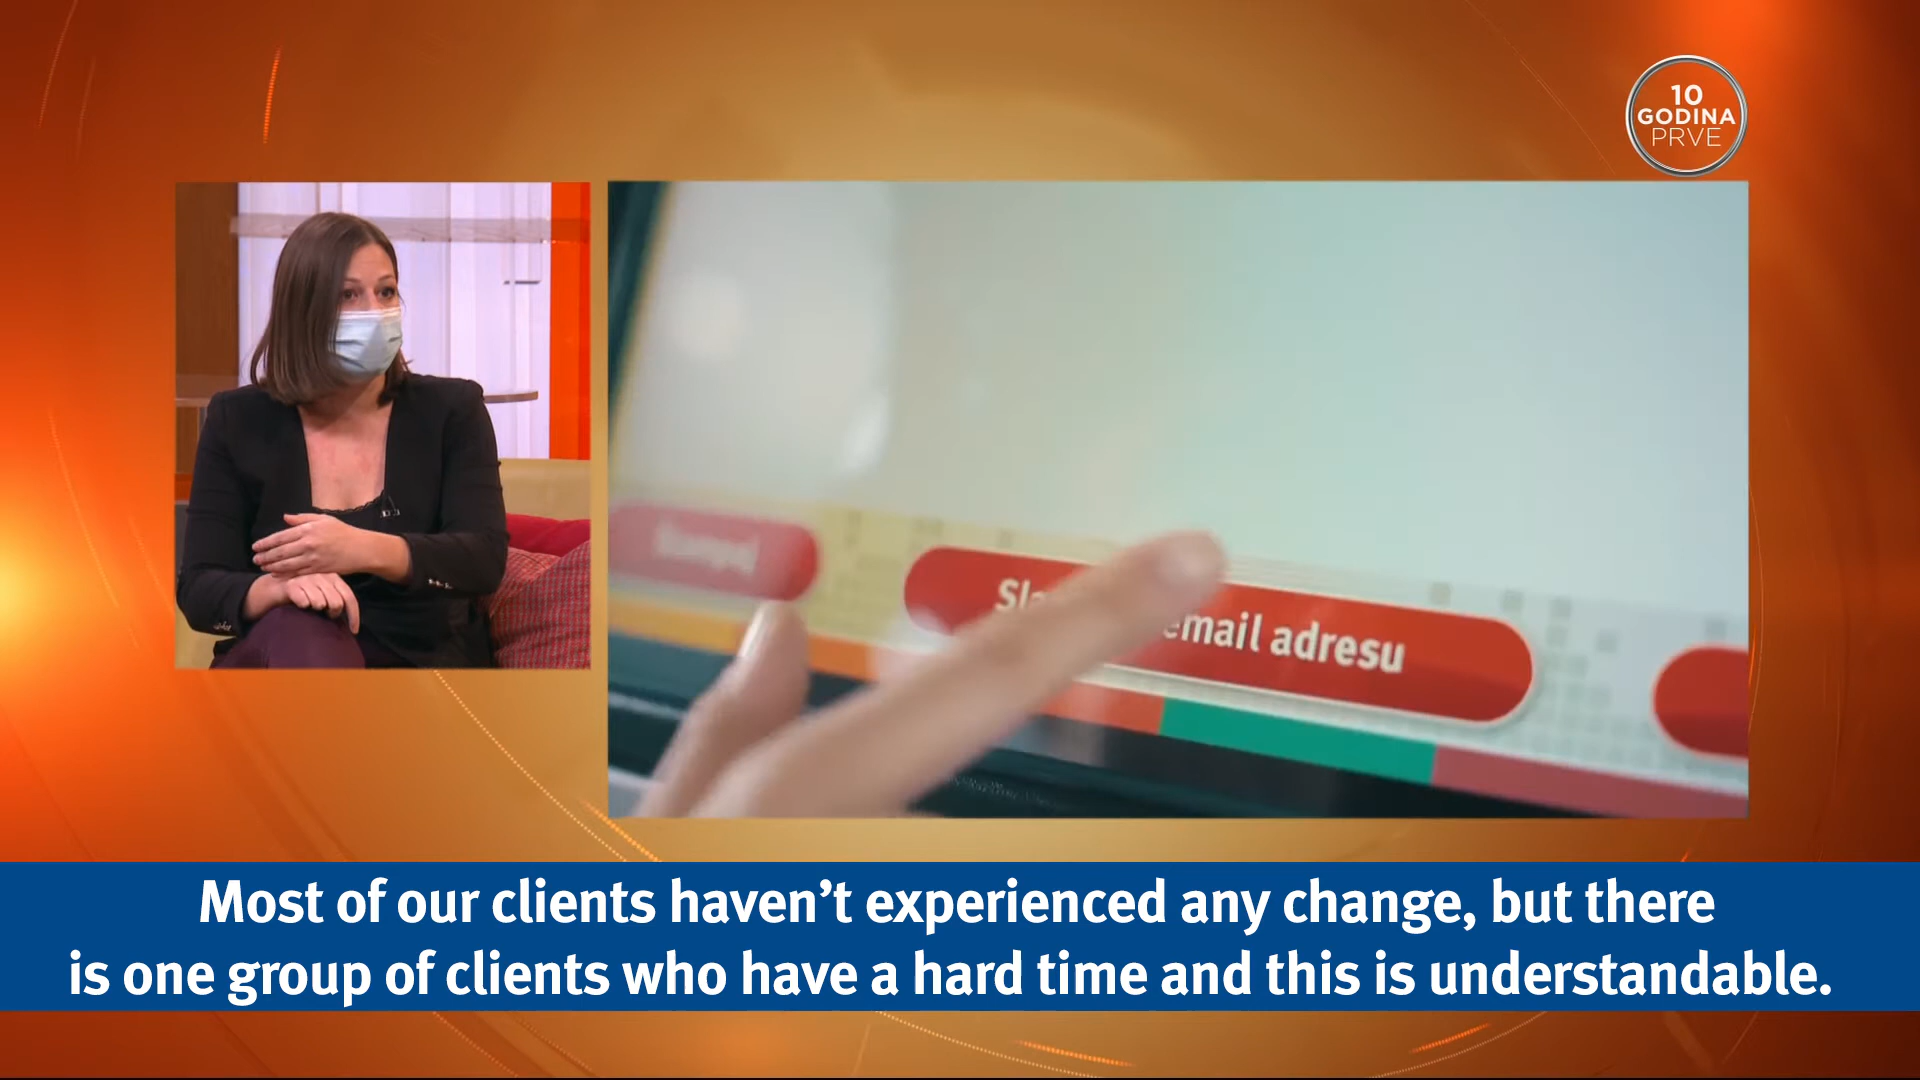 10
GODINA
PRVE
email adresu
Most of our clients haven’t experienced any change, but there
is one group of clients who have a hard time and this is understandable.